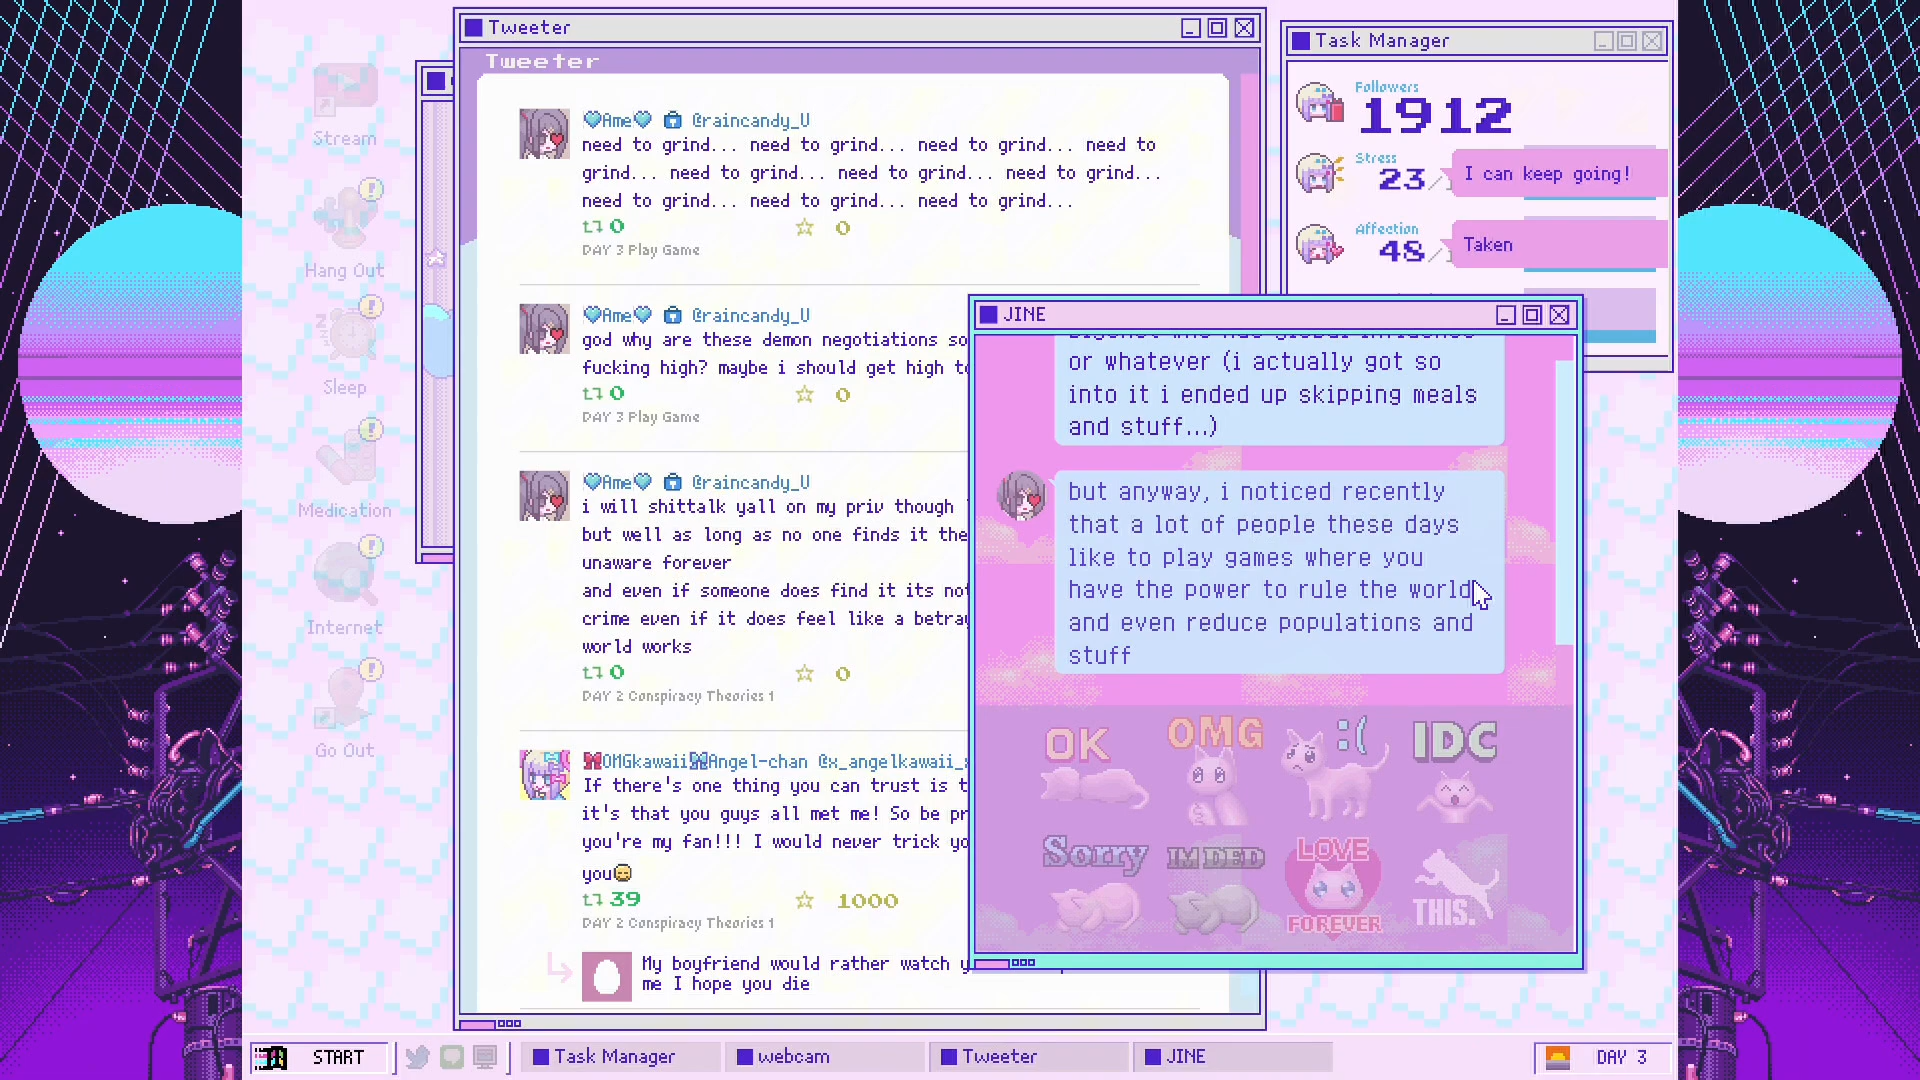 Tweeter
Tweeter
Stream
Hang Out
Sleep
Medication
Internet
Go Out
♥Ame♥ @raincandy_U
need to grind... need to grind... need to grind... need to
grind... need to grind... need to grind... need to grind...
need to grind... need to grind... need to grind...
0
0
DAY 3 Play Game
♥Ame♥ @raincandy_U
god why are these demon negotiations so
fucking high? maybe i should get high
0
0
DAY 3 Play Game
♥Ame♥ @raincandy_U
i will shittalk yall on my priv though
but well as long as no one finds it
unaware forever
and even if someone does find it its
crime even if it does feel like a
world works
0
0
DAY 2 Conspiracy Theories 1
OMGkawaii Angel-chan @x_angelkawaii_
If there's one thing you can trust is
it's that you guys all met me! So be
you're my fan!!! I would never trick
you
39
1000
DAY 2 Conspiracy Theories 1
My boyfriend would rather watch
me I hope you die
Task Manager
Followers
1912
Stress
23/
I can keep going!
Affection
48/
Taken
JINE
or whatever (i actually got so
into it i ended up skipping meals
and stuff...)
but anyway, i noticed recently
that a lot of people these days
like to play games where you
have the power to rule the world
and even reduce populations and
stuff
OK
OMG
:(
IDC
Sorry
IM DED
LOVE
FOREVER
THIS.
START
Task Manager
webcam
Tweeter
JINE
DAY 3